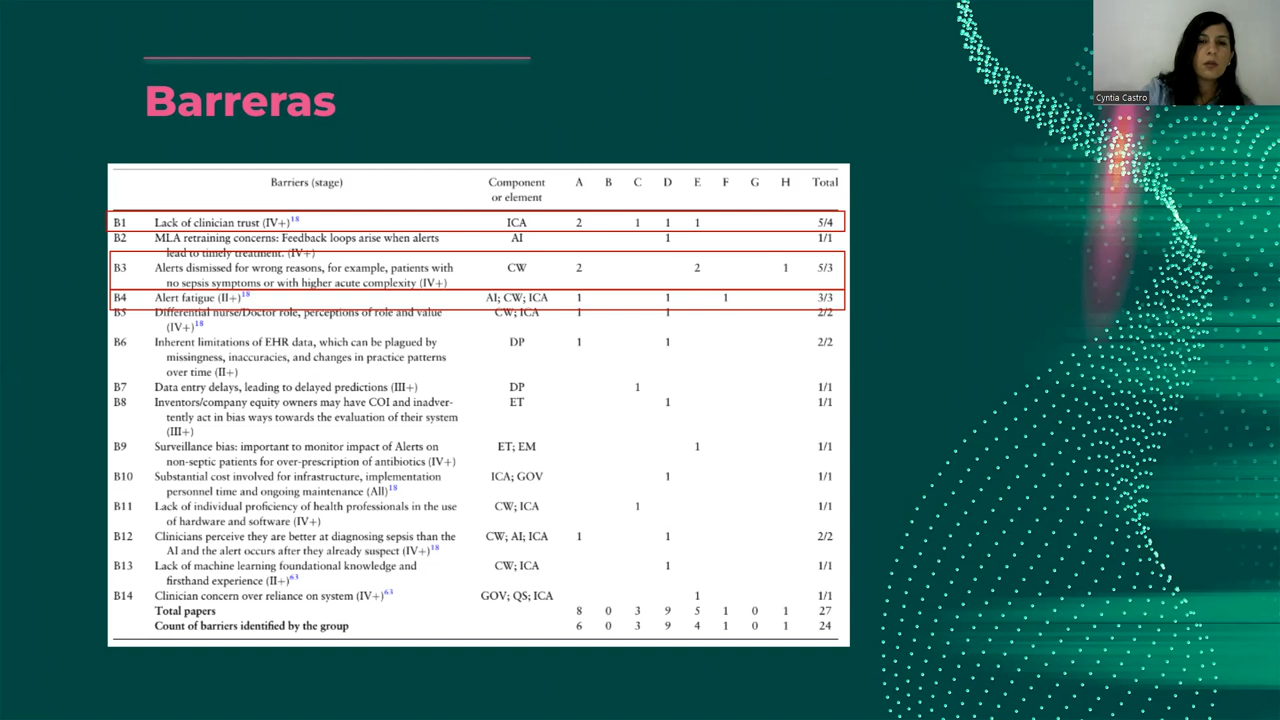 Cyntia Castro
Barreras
Barriers (stage) Component or element A B C D E F G H Total
B1 Lack of clinician trust (IV+)18 ICA 2 1 1 1 5/4
B2 MLA retraining concerns: Feedback loops arise when alerts AI 1 1/1
lead to timely treatment. (IV+)
B3 Alerts dismissed for wrong reasons, for example, patients with CW 2 2 1 5/3
no sepsis symptoms or with higher acute complexity (IV+)
B4 Alert fatigue (II+)18 AI; CW; ICA 1 1 1 3/3
B5 Differential nurse/Doctor role, perceptions of role and value CW; ICA 1 1 2/2
(IV+)18
B6 Inherent limitations of EHR data, which can be plagued by DP 1 1 2/2
missingness, inaccuracies, and changes in practice patterns
over time (II+)
B7 Data entry delays, leading to delayed predictions (III+) DP 1 1/1
B8 Inventors/company equity owners may have COI and inadver- ET 1 1/1
tently act in bias ways towards the evaluation of their system
(III+)
B9 Surveillance bias: important to monitor impact of Alerts on ET; EM 1 1/1
non-septic patients for over-prescription of antibiotics (IV+)
B10 Substantial cost involved for infrastructure, implementation ICA; GOV 1 1/1
personnel time and ongoing maintenance (All)18
B11 Lack of individual proficiency of health professionals in the use CW; ICA 1 1/1
of hardware and software (IV+)
B12 Clinicians perceive they are better at diagnosing sepsis than the CW; AI; ICA 1 1 2/2
AI and the alert occurs after they already suspect (IV+)18
B13 Lack of machine learning foundational knowledge and CW; ICA 1 1/1
firsthand experience (II+)63
B14 Clinician concern over reliance on system (IV+)63 GOV; QS; ICA 1 1/1
Total papers 8 0 3 9 5 1 0 1 27
Count of barriers identified by the group 6 0 3 9 4 1 0 1 24